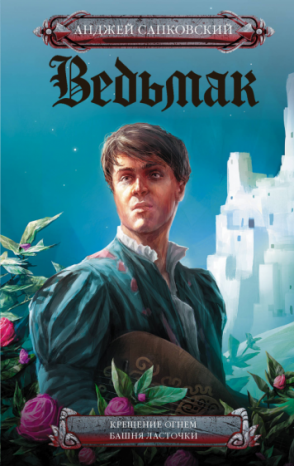 АНДЖЕЙ САПКОВСКИЙ
Ведьмак
КРЕЩЕНИЕ ОГНЕМ
БАШНЯ ЛАСТОЧКИ